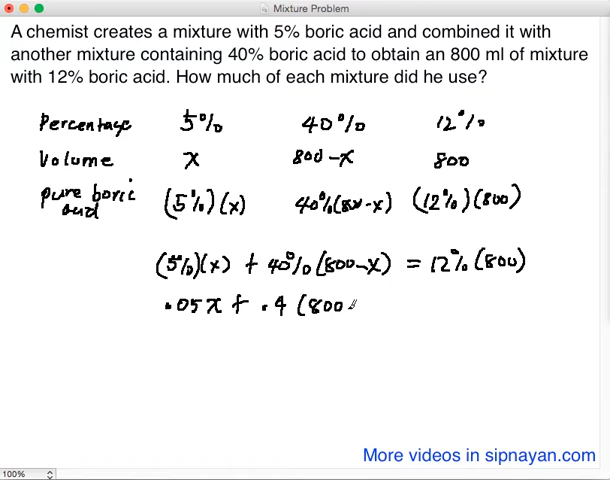 Mixture Problem
A chemist creates a mixture with 5% boric acid and combined it with
another mixture containing 40% boric acid to obtain an 800 ml of mixture
with 12% boric acid. How much of each mixture did he use?
Percentage 5% 40% 12%
Volume x 800-x 800
pure boric (5%)(x) 40%(800-x) (12%)(800)
acid
(5%)(x) + 40%(800-x) = 12%(800)
.05x + .4 (800
More videos in sipnayan.com
100%